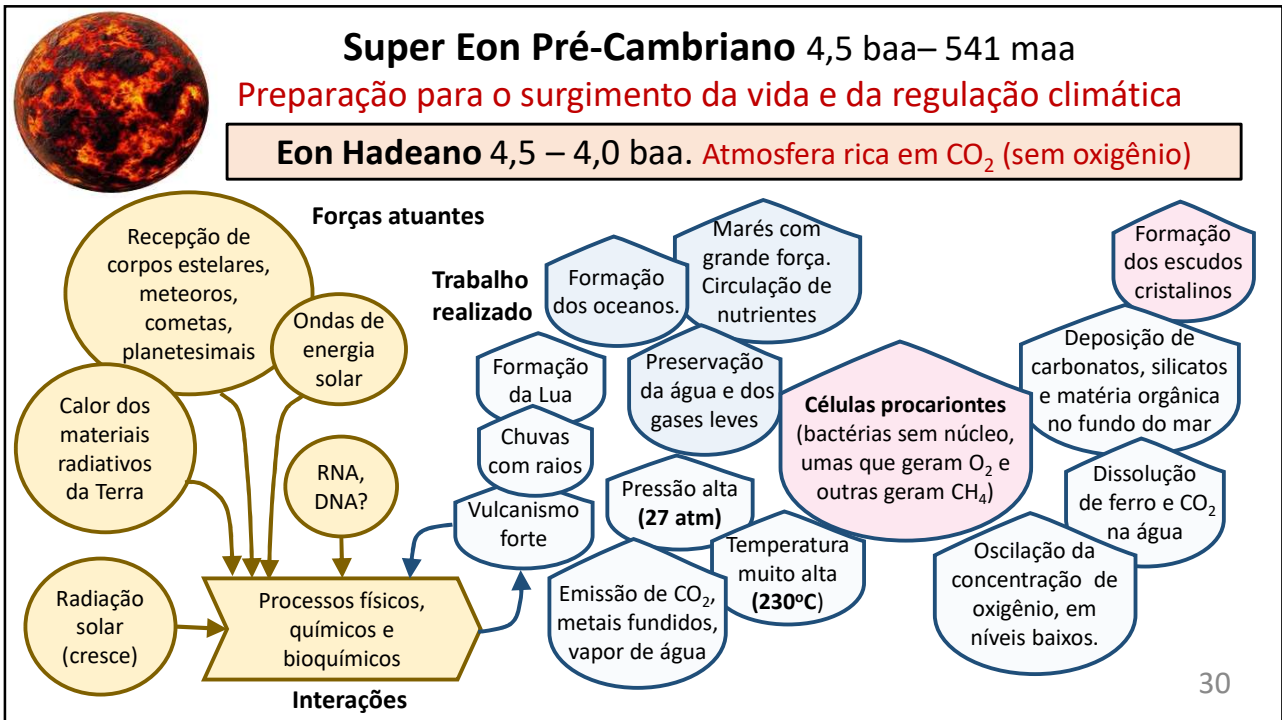 Super Eon Pré-Cambriano 4,5 baa– 541 maa
Preparação para o surgimento da vida e da regulação climática
Eon Hadeano 4,5 – 4,0 baa. Atmosfera rica em CO₂ (sem oxigênio)
Forças atuantes
Recepção de
corpos estelares,
meteoros,
cometas,
planetesimais
Ondas de
energia
solar
Calor dos
materiais
radiativos
da Terra
RNA,
DNA?
Radiação
solar
(cresce)
Processos físicos,
químicos e
bioquímicos
Interações
Trabalho
realizado
Formação
dos oceanos.
Marés com
grande força.
Circulação de
nutrientes
Formação
da Lua
Preservação
da água e dos
gases leves
Chuvas
com raios
Vulcanismo
forte
Pressão alta
(27 atm)
Temperatura
muito alta
(230ºC)
Emissão de CO₂,
metais fundidos,
vapor de água
Células procariontes
(bactérias sem núcleo,
umas que geram O₂ e
outras geram CH₄)
Formação
dos escudos
cristalinos
Deposição de
carbonatos, silicatos
e matéria orgânica
no fundo do mar
Dissolução
de ferro e CO₂
na água
Oscilação da
concentração de
oxigênio, em
níveis baixos.
30